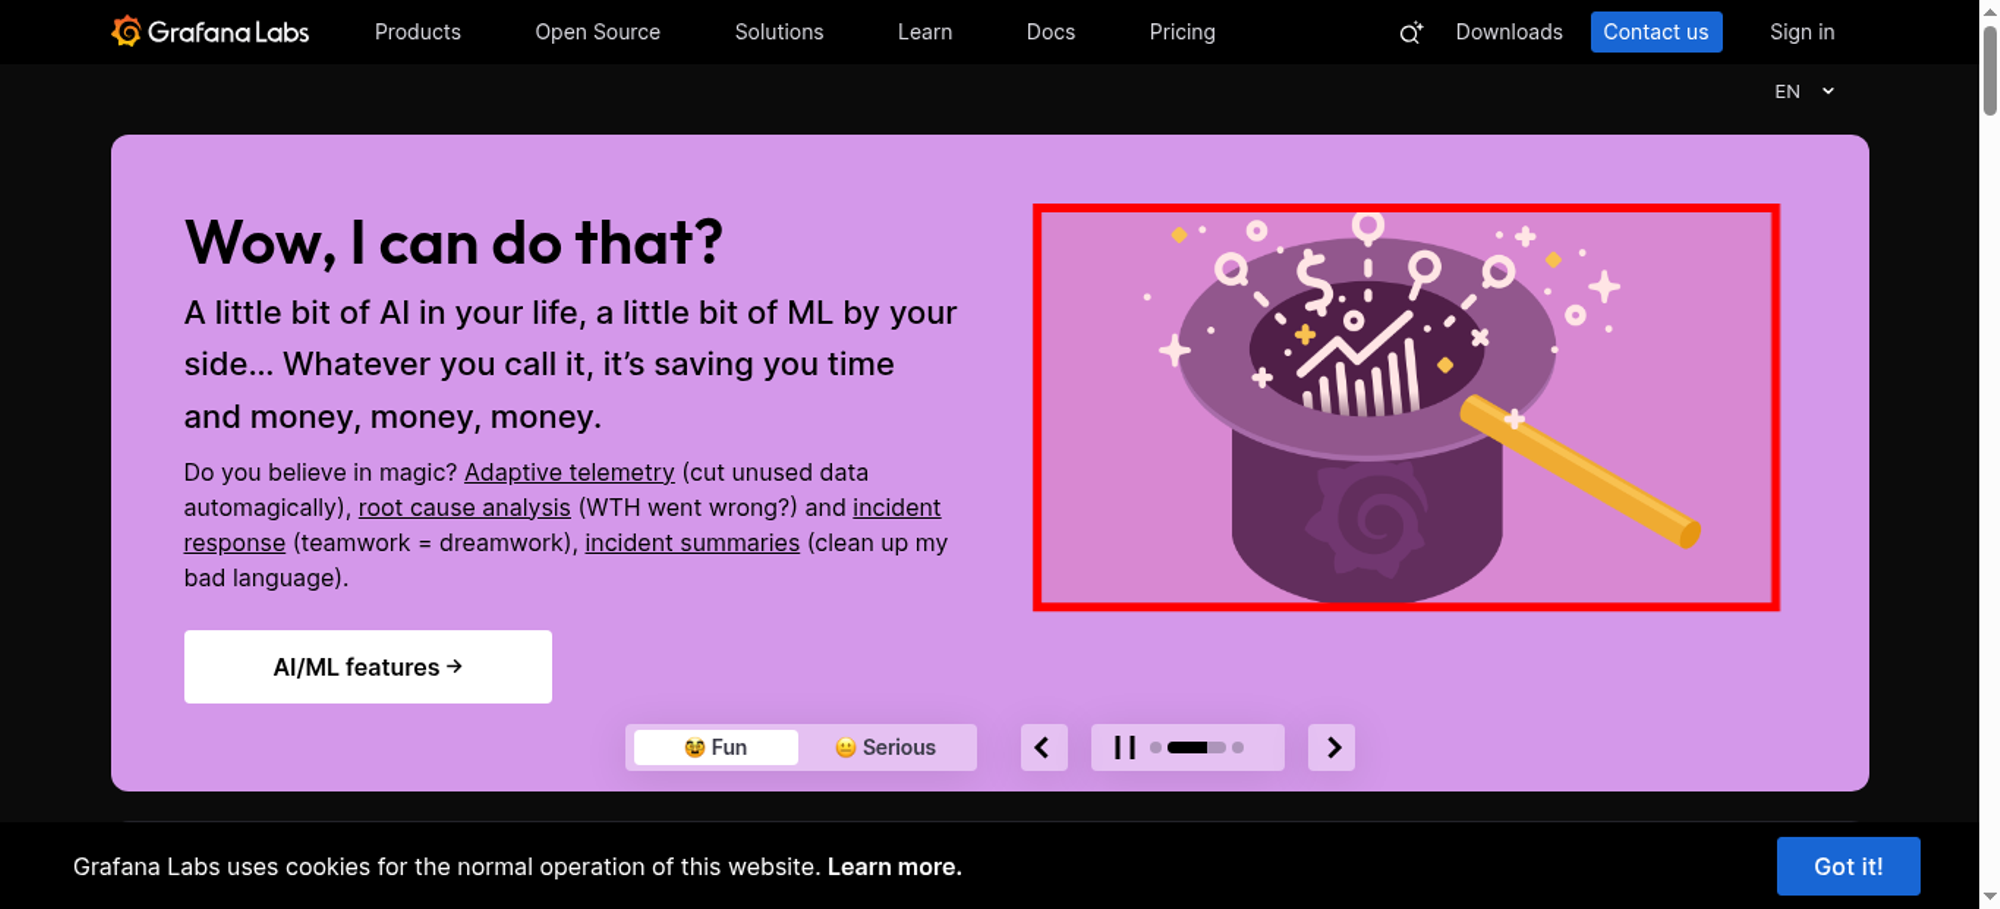 Grafana Labs Products Open Source Solutions Learn Docs Pricing Downloads Contact us Sign in
EN
Wow, I can do that?
A little bit of AI in your life, a little bit of ML by your
side... Whatever you call it, it’s saving you time
and money, money, money.
Do you believe in magic? Adaptive telemetry (cut unused data
automagically), root cause analysis (WTH went wrong?) and incident
response (teamwork = dreamwork), incident summaries (clean up my
bad language).
$
AI/ML features →
🥸 Fun 😐 Serious
Grafana Labs uses cookies for the normal operation of this website. Learn more. Got it!